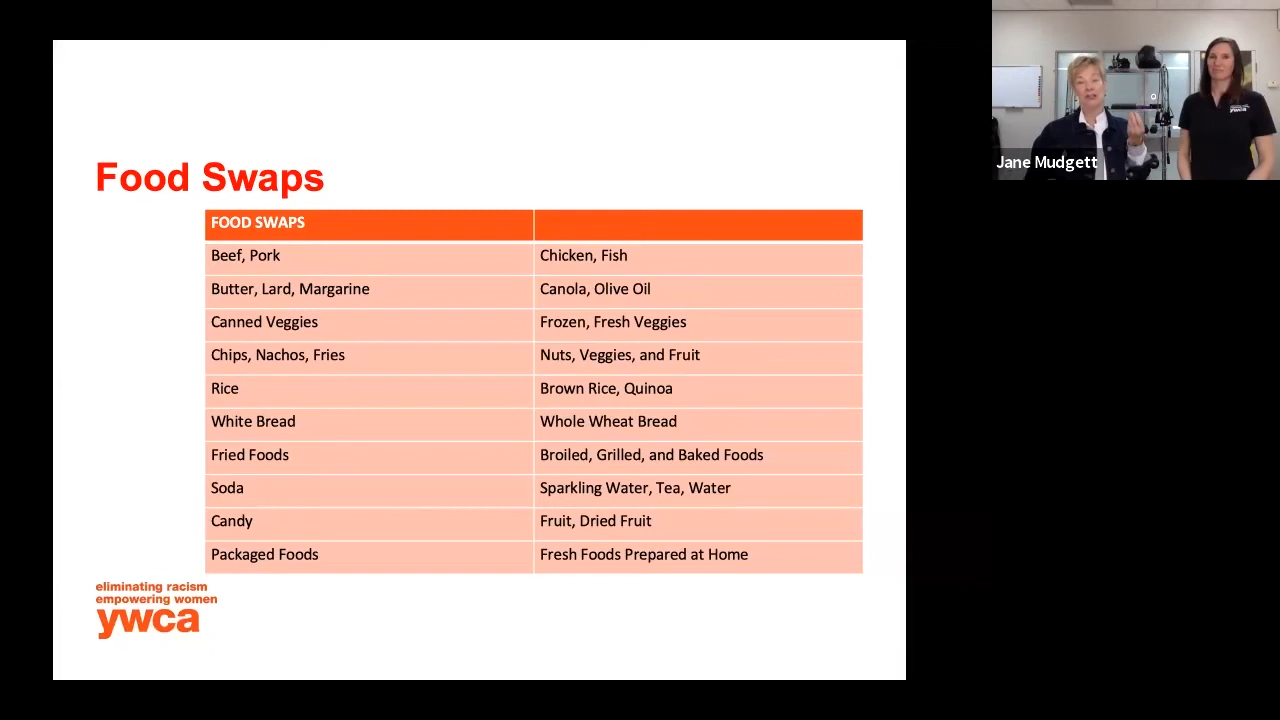 Food Swaps
FOOD SWAPS
Beef, Pork
Chicken, Fish
Butter, Lard, Margarine
Canola, Olive Oil
Canned Veggies
Frozen, Fresh Veggies
Chips, Nachos, Fries
Nuts, Veggies, and Fruit
Rice
Brown Rice, Quinoa
White Bread
Whole Wheat Bread
Fried Foods
Broiled, Grilled, and Baked Foods
Soda
Sparkling Water, Tea, Water
Candy
Fruit, Dried Fruit
Packaged Foods
Fresh Foods Prepared at Home
eliminating racism
empowering women
ywca
Jane Mudgett
ywca